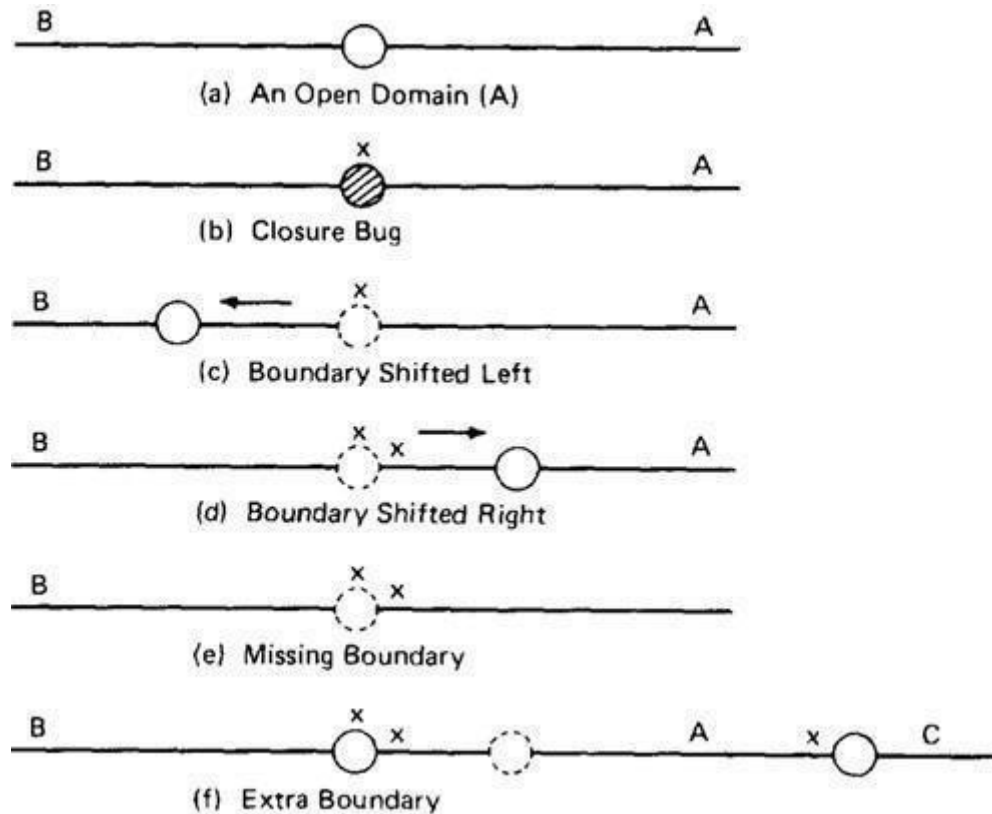 B A
(a) An Open Domain (A)
x
B A
(b) Closure Bug
x
B A
(c) Boundary Shifted Left
x x
B A
(d) Boundary Shifted Right
x x
B
(e) Missing Boundary
x x x
B A C
(f) Extra Boundary